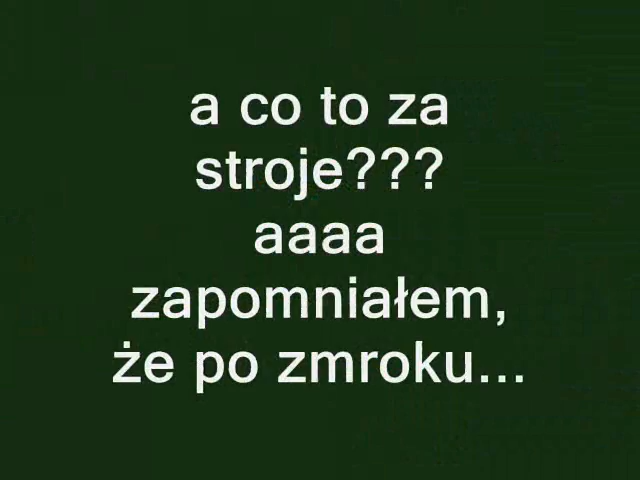 a co to za
stroje???
aaaa
zapomniałem,
że po zmroku...